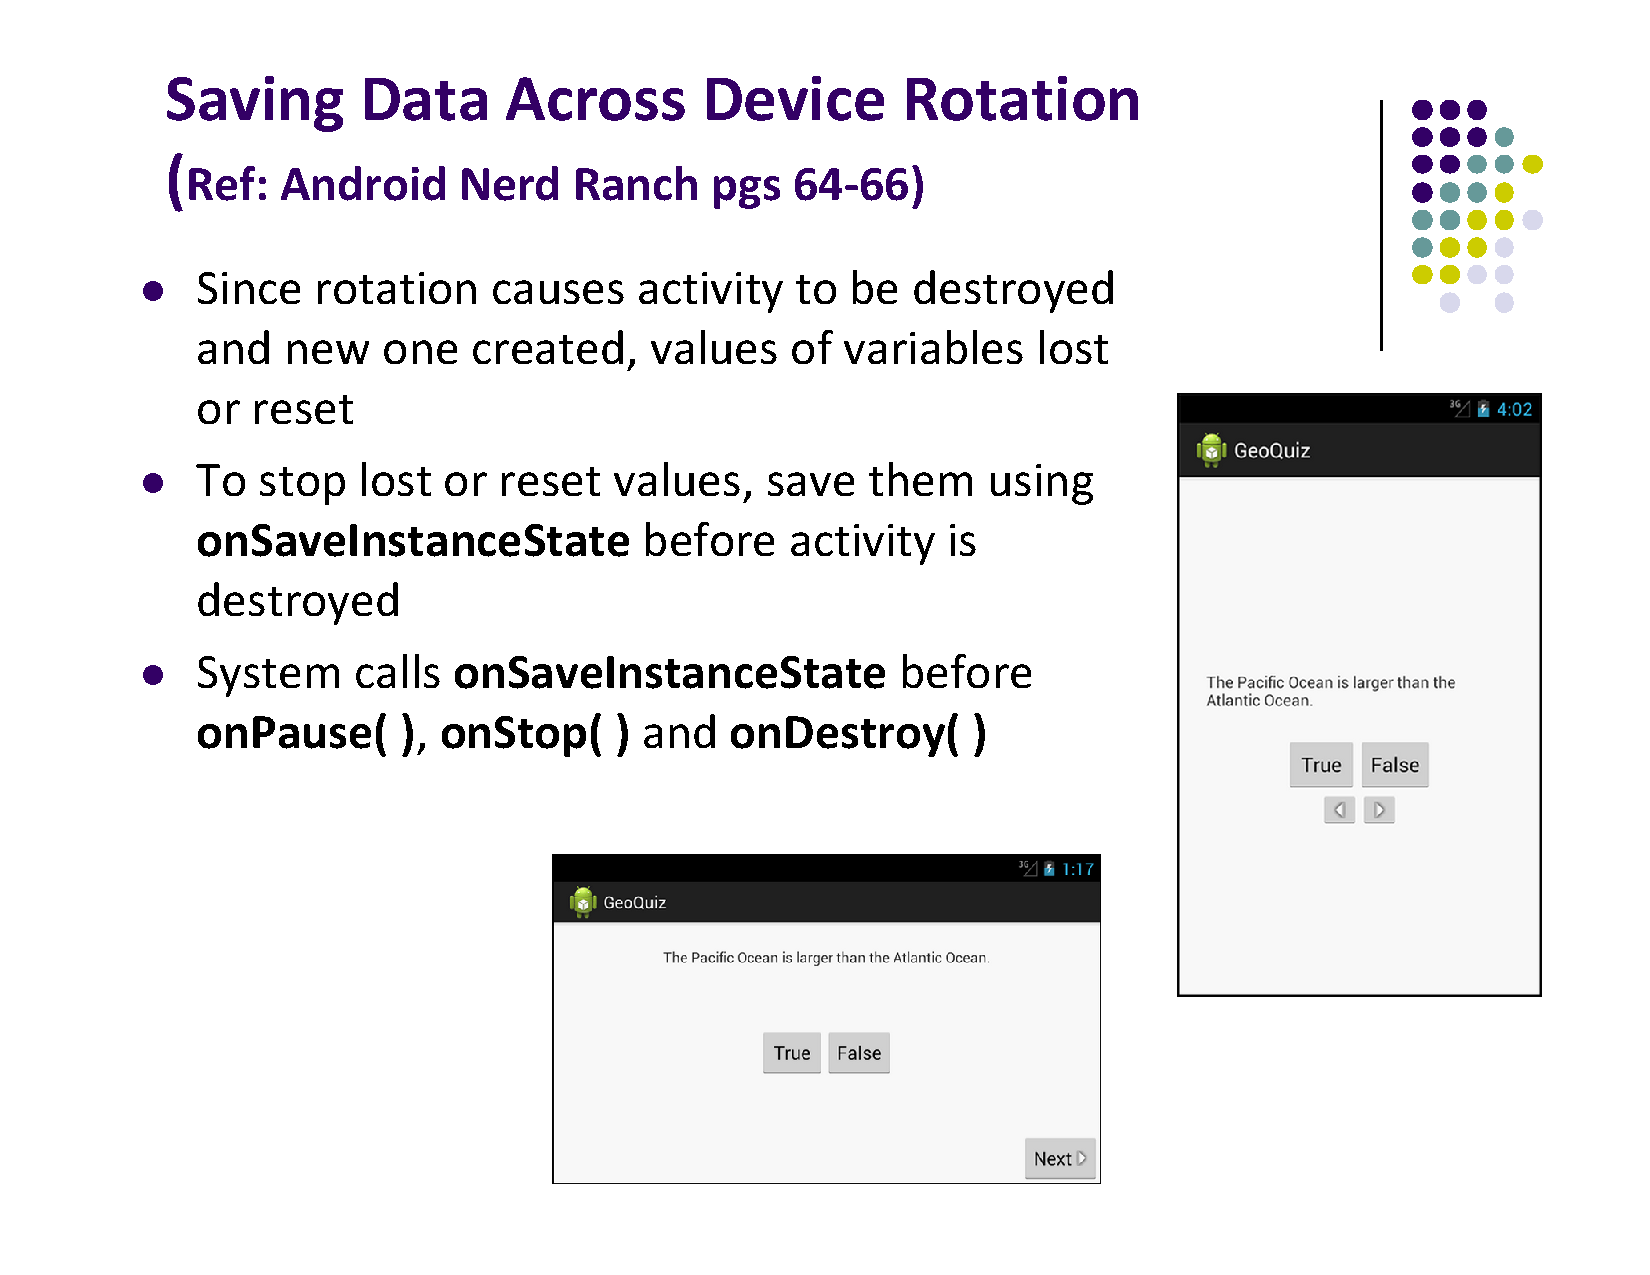 Saving Data Across Device Rotation
(Ref: Android Nerd Ranch pgs 64-66)
● Since rotation causes activity to be destroyed
and new one created, values of variables lost
or reset
● To stop lost or reset values, save them using
onSaveInstanceState before activity is
destroyed
● System calls onSaveInstanceState before
onPause( ), onStop( ) and onDestroy( )
3G 4:02
GeoQuiz
The Pacific Ocean is larger than the
Atlantic Ocean.
True False
3G 1:17
GeoQuiz
The Pacific Ocean is larger than the Atlantic Ocean.
True False
Next